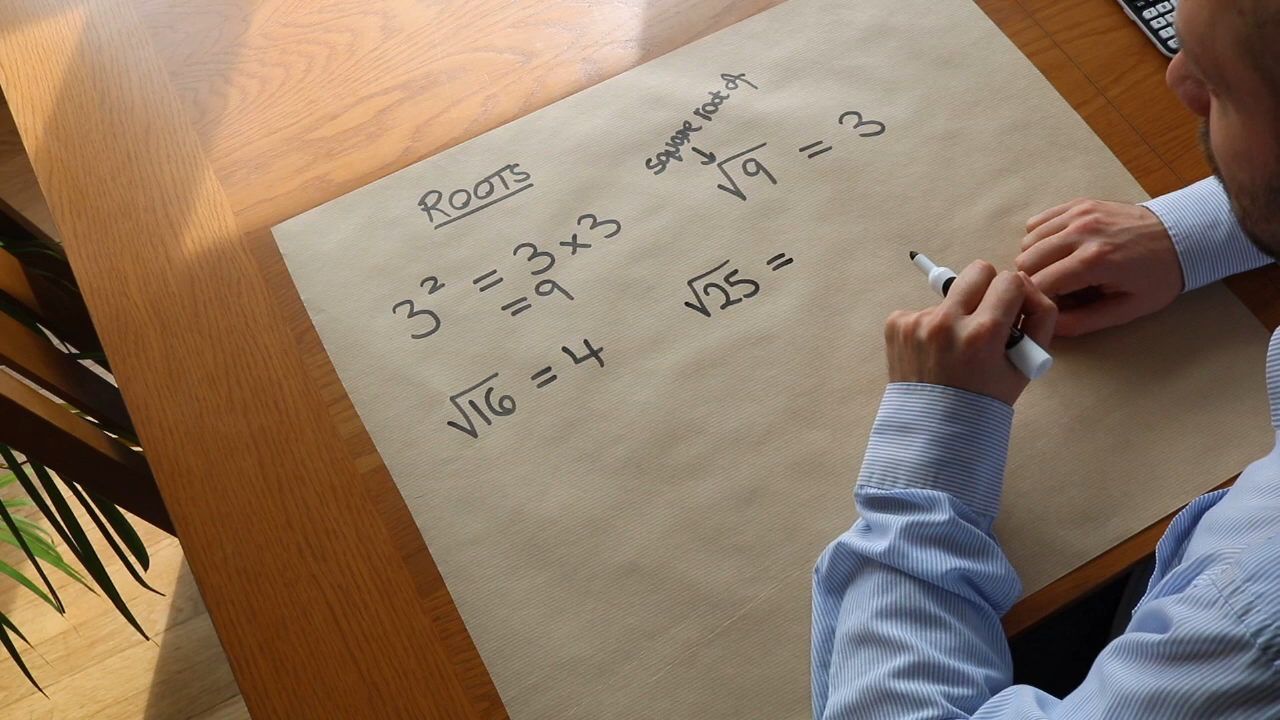 ROOTS
3² = 3 × 3
= 9
√16 = 4
square root of
↓
√9 = 3
√25 =